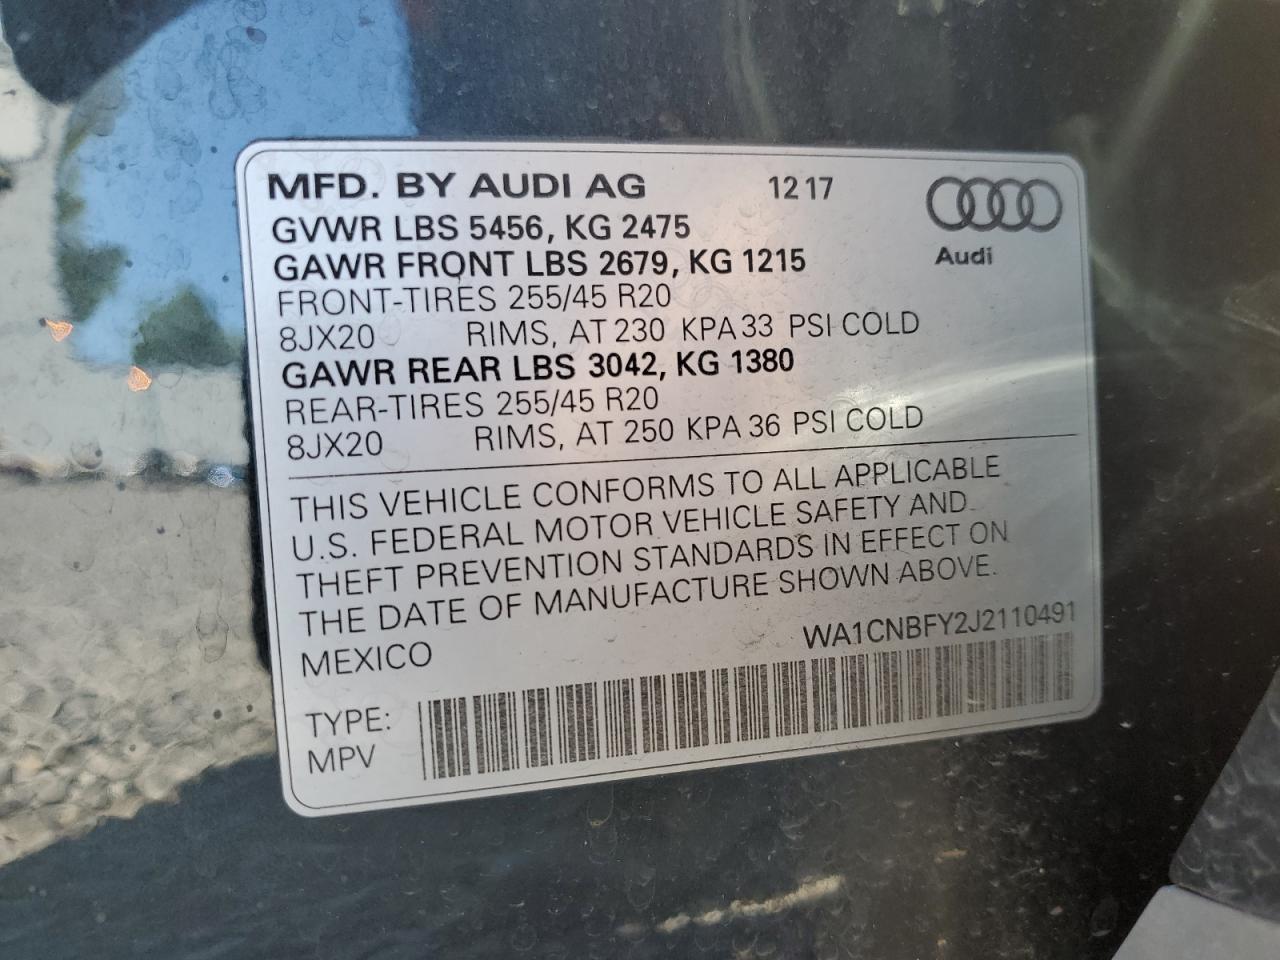 MFD. BY AUDI AG 12 17
GVWR LBS 5456, KG 2475
GAWR FRONT LBS 2679, KG 1215
Audi
FRONT-TIRES 255/45 R20
8JX20 RIMS, AT 230 KPA 33 PSI COLD
GAWR REAR LBS 3042, KG 1380
REAR-TIRES 255/45 R20
8JX20 RIMS, AT 250 KPA 36 PSI COLD
THIS VEHICLE CONFORMS TO ALL APPLICABLE
U.S. FEDERAL MOTOR VEHICLE SAFETY AND
THEFT PREVENTION STANDARDS IN EFFECT ON
THE DATE OF MANUFACTURE SHOWN ABOVE.
MEXICO WA1CNBFY2J2110491
TYPE:
MPV